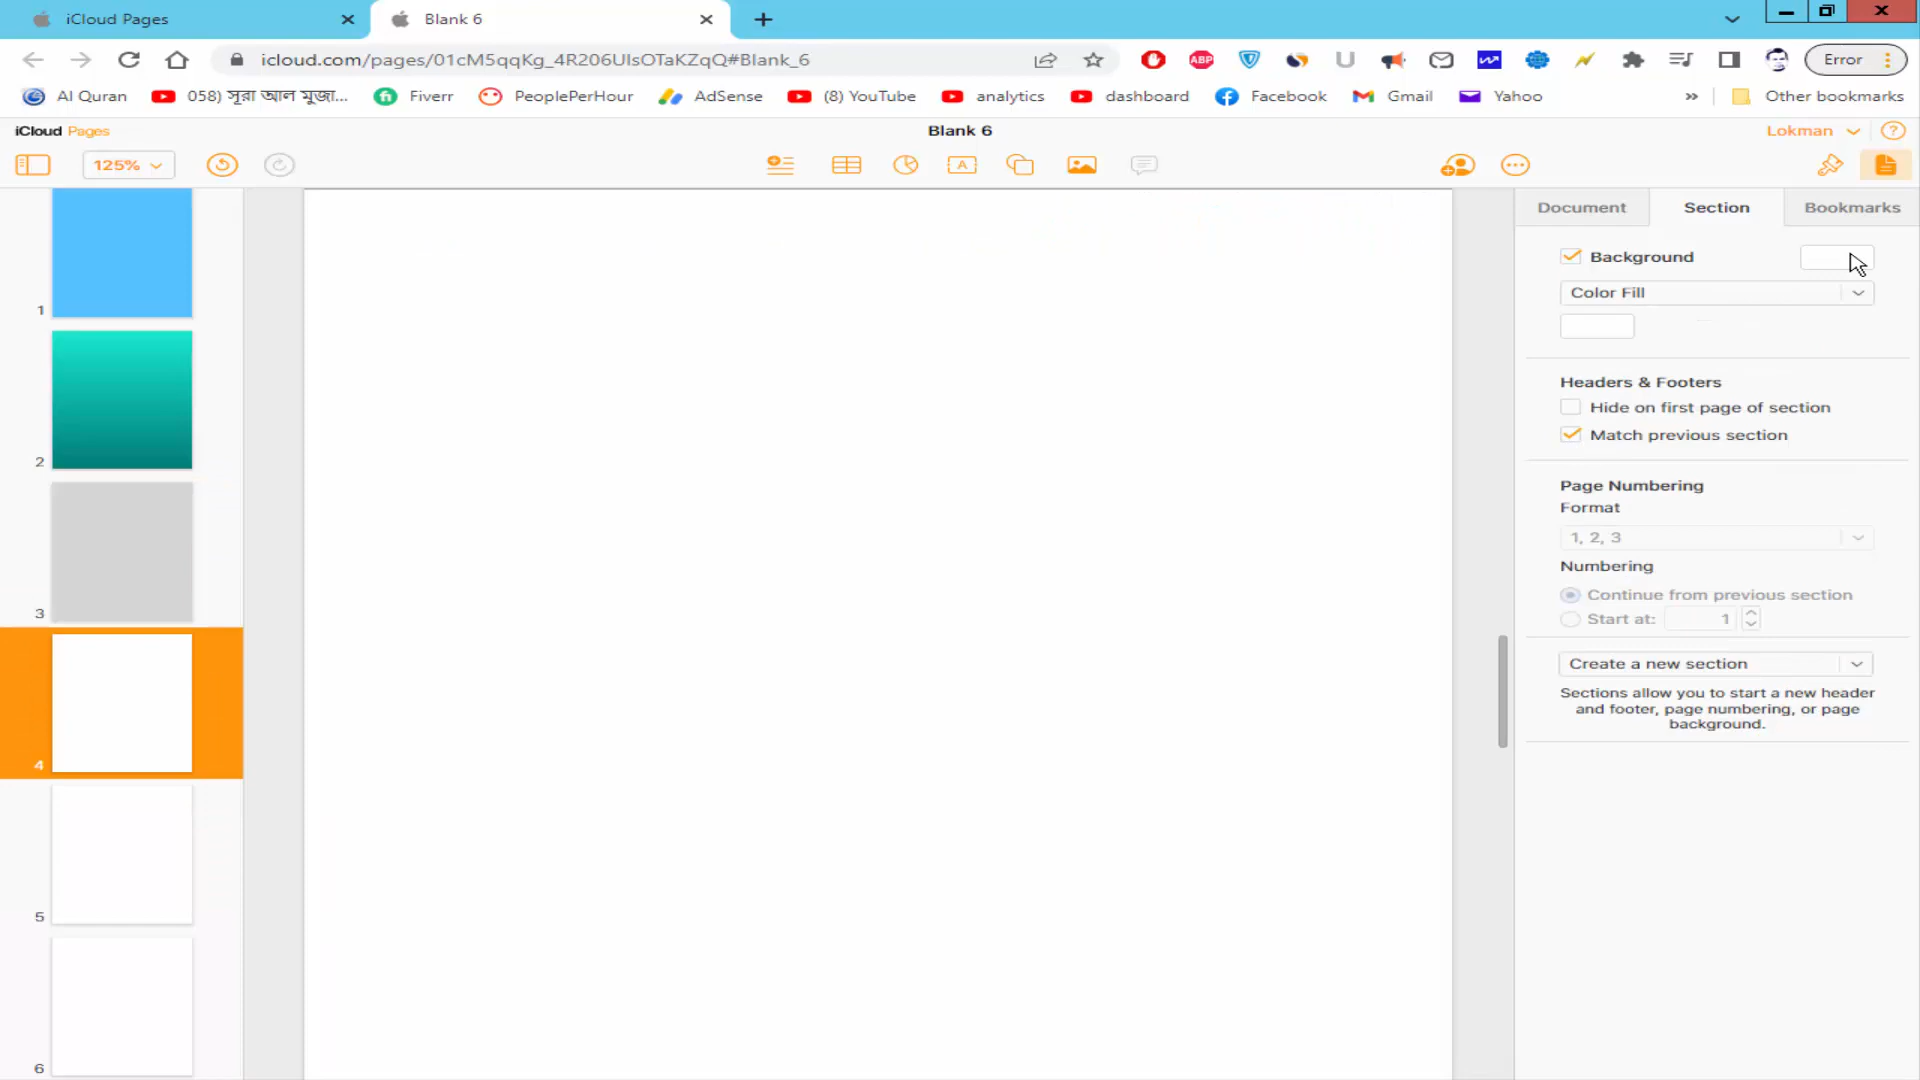 iCloud Pages
Blank 6
icloud.com/pages/01cM5qqKg_4R206UIsOTaKZqQ#Blank_6
ABP
U
Error
Al Quran
058) সূরা আল মুজা...
Fiverr
PeoplePerHour
AdSense
(8) YouTube
analytics
dashboard
Facebook
Gmail
Yahoo
»
Other bookmarks
iCloud Pages
Blank 6
Lokman
?
125%
A
Document
Section
Bookmarks
Background
Color Fill
Headers & Footers
Hide on first page of section
Match previous section
Page Numbering
Format
1, 2, 3
Numbering
Continue from previous section
Start at: 1
Create a new section
Sections allow you to start a new header
and footer, page numbering, or page
background.
1
2
3
4
5
6